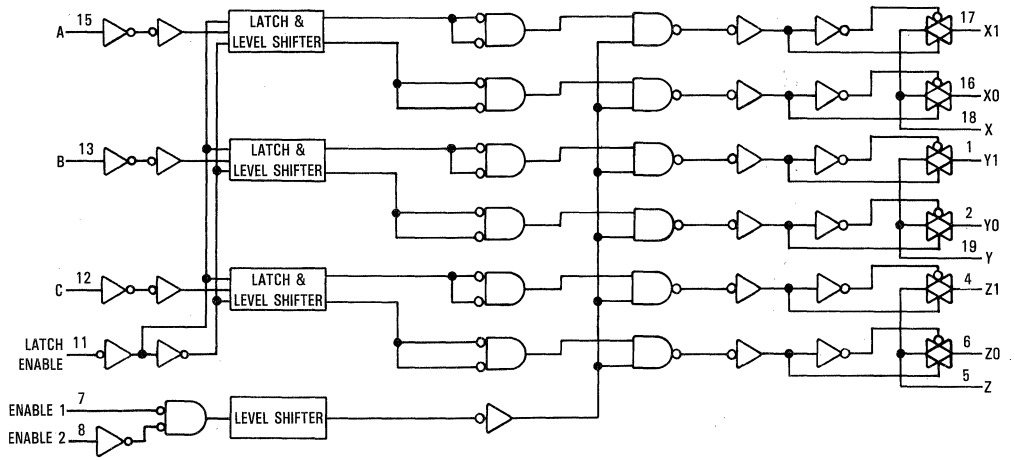 A 15
LATCH &
LEVEL SHIFTER
17 X1
16 X0
18 X
B 13
LATCH &
LEVEL SHIFTER
1 Y1
2 Y0
19 Y
C 12
LATCH &
LEVEL SHIFTER
4 Z1
6 Z0
5 Z
LATCH 11
ENABLE
ENABLE 1 7
LEVEL SHIFTER
ENABLE 2 8